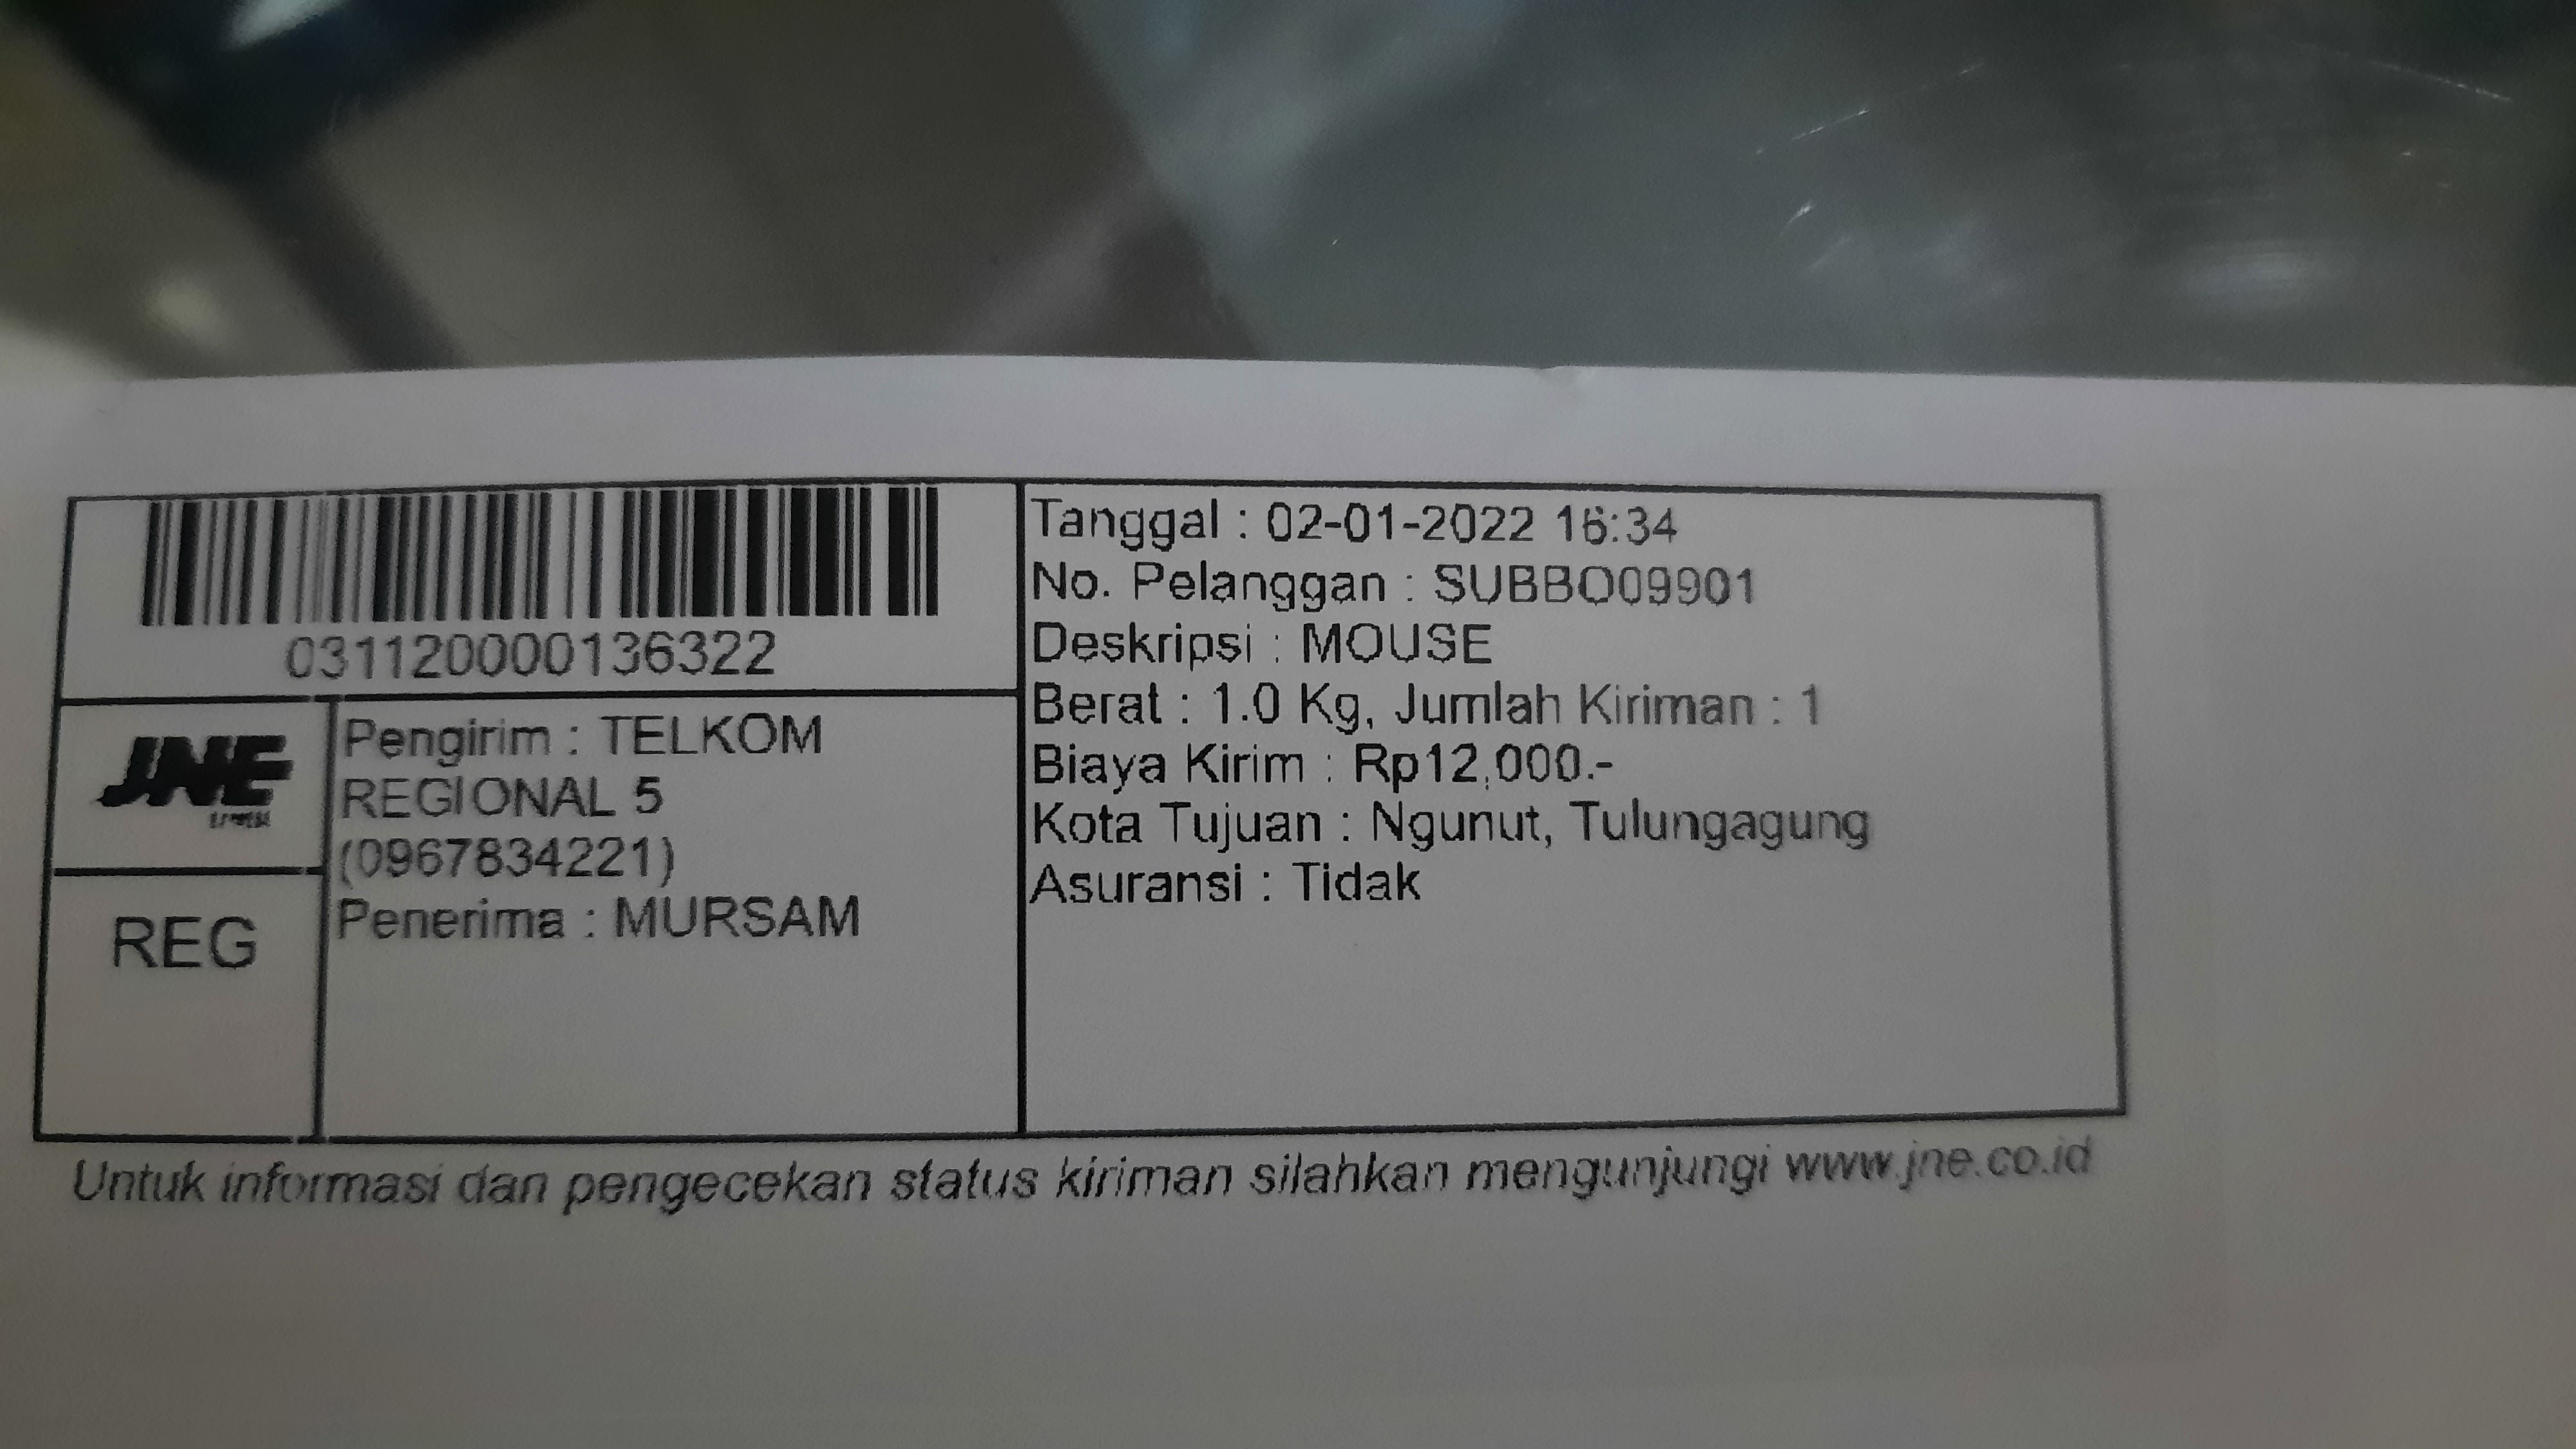 031120000136322
JNE
EXPRESS
REG
Pengirim : TELKOM
REGIONAL 5
(0967834221)
Penerima : MURSAM
Tanggal : 02-01-2022 16:34
No. Pelanggan : SUBBO09901
Deskripsi : MOUSE
Berat : 1.0 Kg, Jumlah Kiriman : 1
Biaya Kirim : Rp12,000.-
Kota Tujuan : Ngunut, Tulungagung
Asuransi : Tidak
Untuk informasi dan pengecekan status kiriman silahkan mengunjungi www.jne.co.id